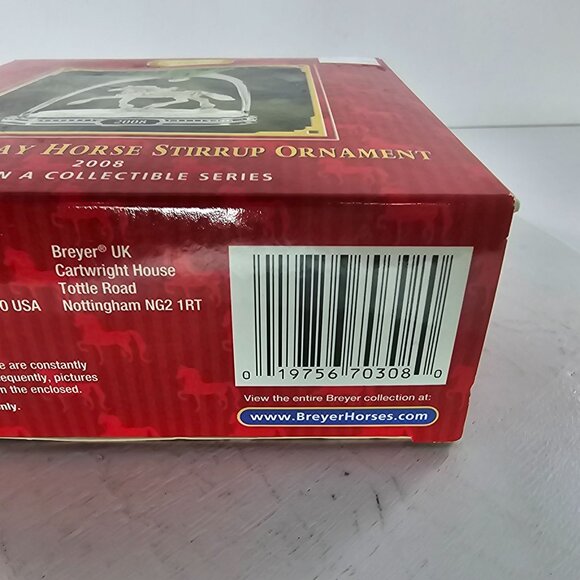 2008
AY HORSE STIRRUP ORNAMENT
2008
N A COLLECTIBLE SERIES
Breyer® UK
Cartwright House
Tottle Road
0 USA Nottingham NG2 1RT
e are constantly
equently, pictures
m the enclosed.
nly.
0 19756 70308 0
View the entire Breyer collection at:
www.BreyerHorses.com